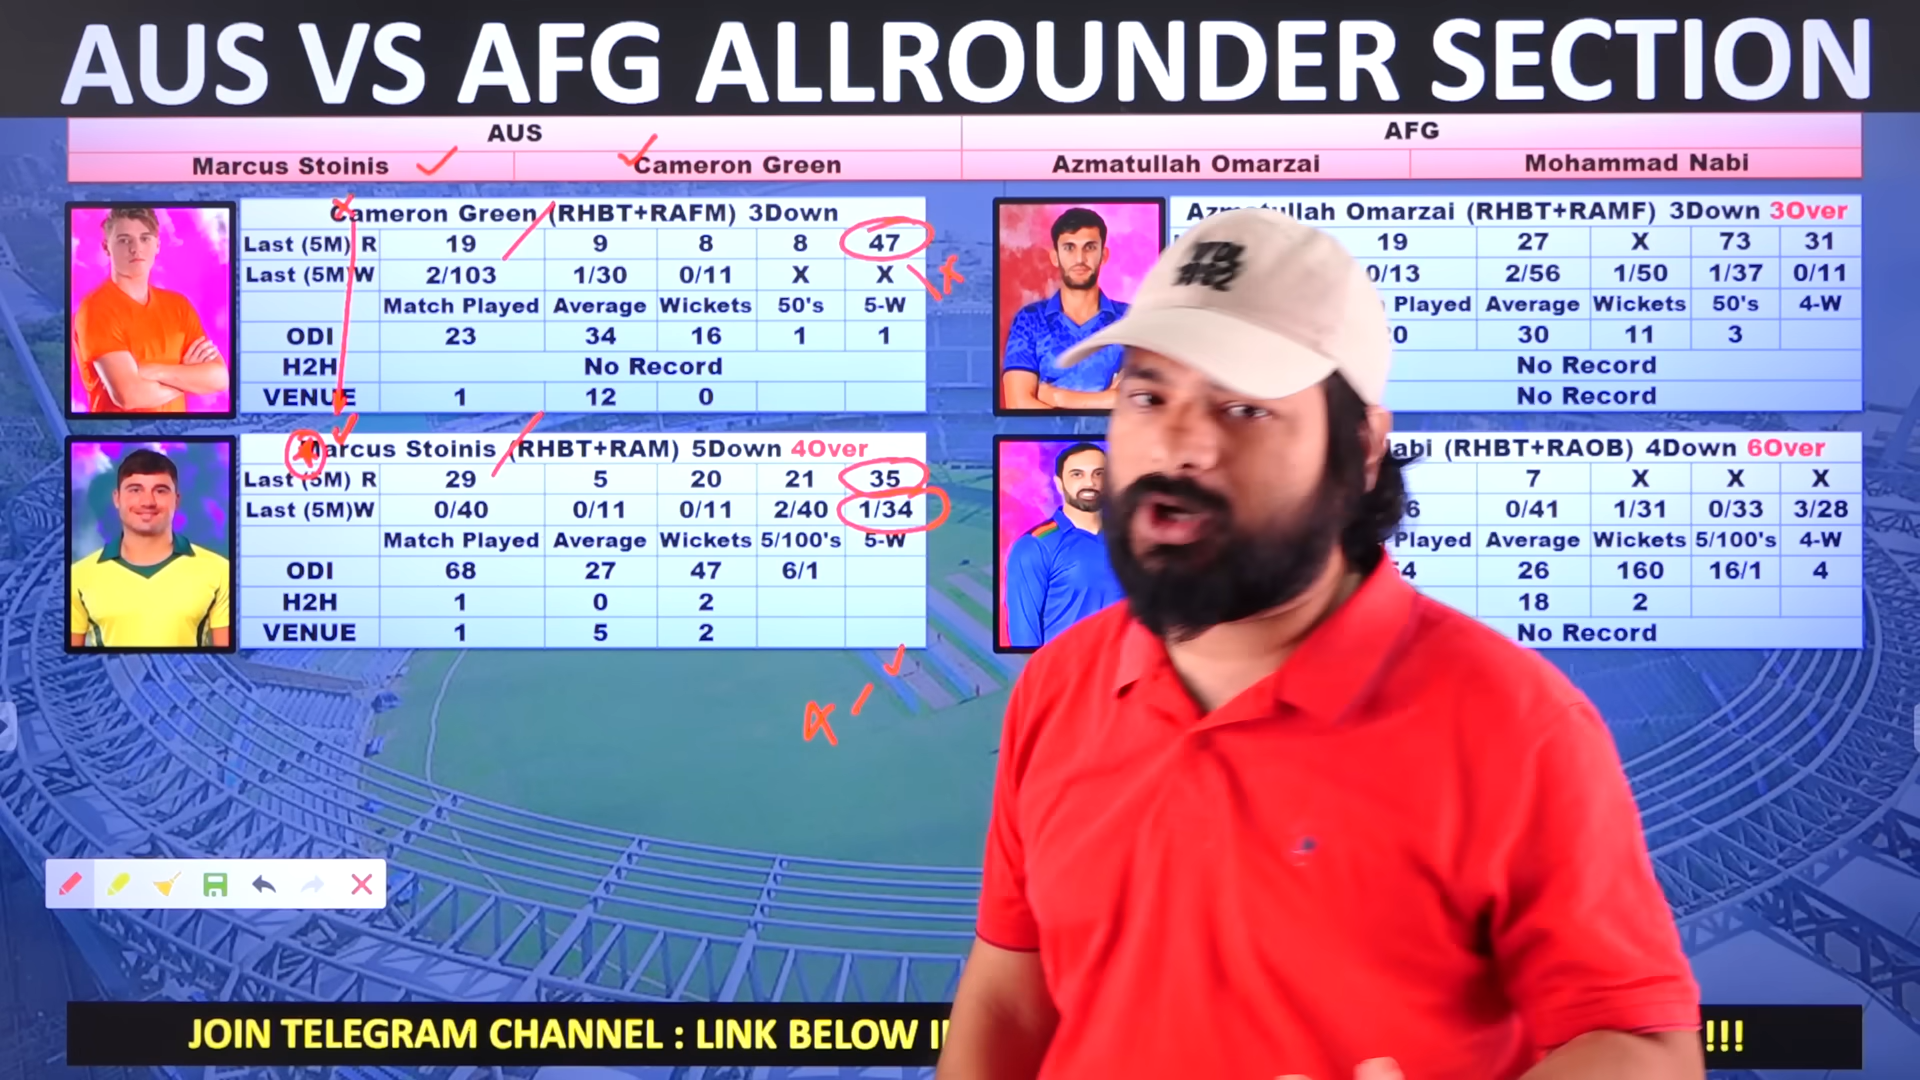 AUS VS AFG ALLROUNDER SECTION
AUS AFG
Marcus Stoinis Cameron Green Azmatullah Omarzai Mohammad Nabi
Cameron Green (RHBT+RAFM) 3Down
Last (5M) R 19 9 8 8 47
Last (5M)W 2/103 1/30 0/11 X X
Match Played Average Wickets 50's 5-W
ODI 23 34 16 1 1
H2H No Record
VENUE 1 12 0
Marcus Stoinis (RHBT+RAM) 5Down 4Over
Last (5M) R 29 5 20 21 35
Last (5M)W 0/40 0/11 0/11 2/40 1/34
Match Played Average Wickets 5/100's 5-W
ODI 68 27 47 6/1
H2H 1 0 2
VENUE 1 5 2
Omarzai (RHBT+RAMF) 3Down 3Over
19 27 X 73 31
0/13 2/56 1/50 1/37 0/11
Played Average Wickets 50's 4-W
30 11 3
No Record
No Record
(RHBT+RAOB) 4Down 6Over
7 X X X
0/41 1/31 0/33 3/28
Played Average Wickets 5/100's 4-W
26 160 16/1 4
18 2
No Record
JOIN TELEGRAM CHANNEL : LINK BELOW !!!